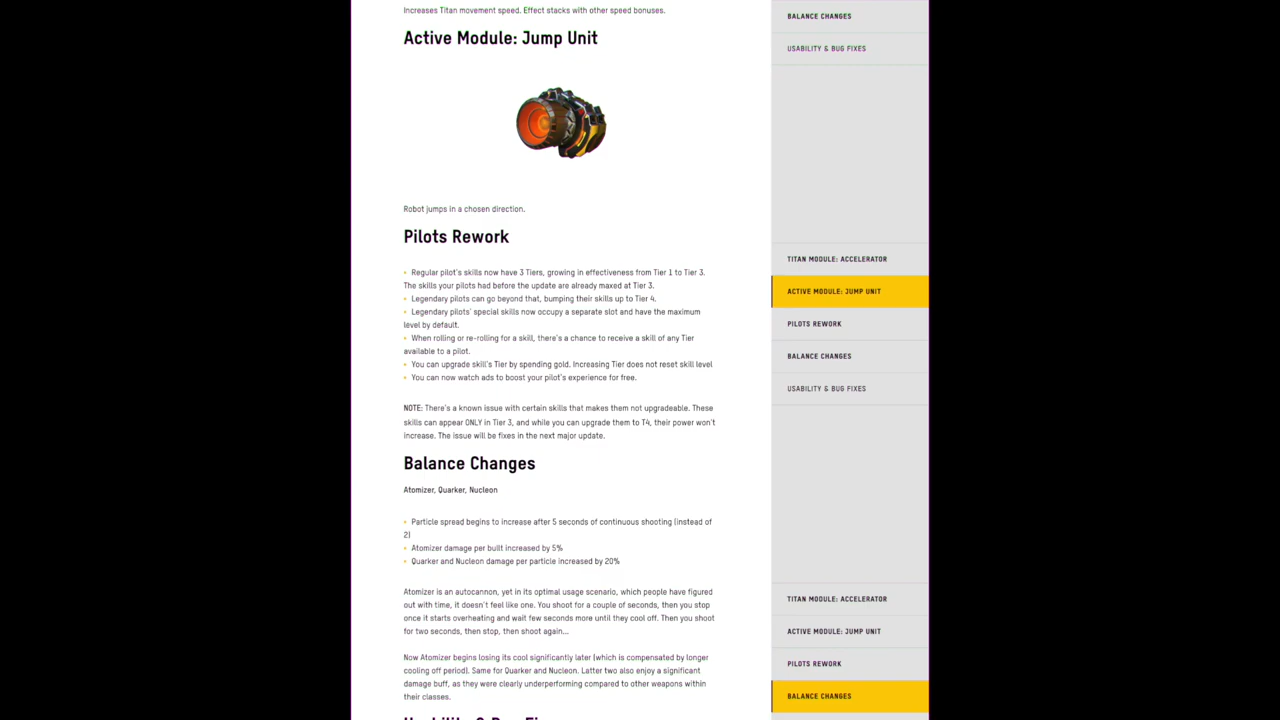 Increases Titan movement speed. Effect stacks with other speed bonuses.
Active Module: Jump Unit
Robot jumps in a chosen direction.
Pilots Rework
• Regular pilot's skills now have 3 Tiers, growing in effectiveness from Tier 1 to Tier 3.
The skills your pilots had before the update are already maxed at Tier 3.
• Legendary pilots can go beyond that, bumping their skills up to Tier 4.
• Legendary pilots' special skills now occupy a separate slot and have the maximum
level by default.
• When rolling or re-rolling for a skill, there's a chance to receive a skill of any Tier
available to a pilot.
• You can upgrade skill's Tier by spending gold. Increasing Tier does not reset skill level
• You can now watch ads to boost your pilot's experience for free.
NOTE: There's a known issue with certain skills that makes them not upgradeable. These
skills can appear ONLY in Tier 3, and while you can upgrade them to T4, their power won't
increase. The issue will be fixes in the next major update.
Balance Changes
Atomizer, Quarker, Nucleon
• Particle spread begins to increase after 5 seconds of continuous shooting (instead of
2)
• Atomizer damage per bullt increased by 5%
• Quarker and Nucleon damage per particle increased by 20%
Atomizer is an autocannon, yet in its optimal usage scenario, which people have figured
out with time, it doesn't feel like one. You shoot for a couple of seconds, then you stop
once it starts overheating and wait few seconds more until they cool off. Then you shoot
for two seconds, then stop, then shoot again...
Now Atomizer begins losing its cool significantly later (which is compensated by longer
cooling off period). Same for Quarker and Nucleon. Latter two also enjoy a significant
damage buff, as they were clearly underperforming compared to other weapons within
their classes.
BALANCE CHANGES
USABILITY & BUG FIXES
TITAN MODULE: ACCELERATOR
ACTIVE MODULE: JUMP UNIT
PILOTS REWORK
BALANCE CHANGES
USABILITY & BUG FIXES
TITAN MODULE: ACCELERATOR
ACTIVE MODULE: JUMP UNIT
PILOTS REWORK
BALANCE CHANGES